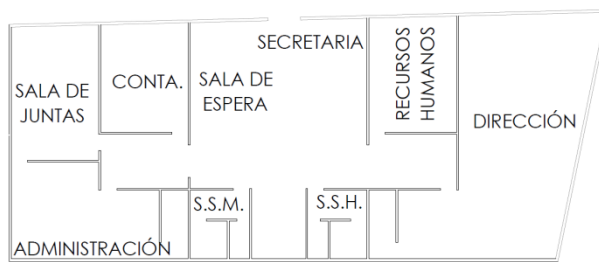 SALA DE
JUNTAS
CONTA.
SALA DE
ESPERA
SECRETARIA
RECURSOS
HUMANOS
DIRECCIÓN
S.S.M.
S.S.H.
ADMINISTRACIÓN